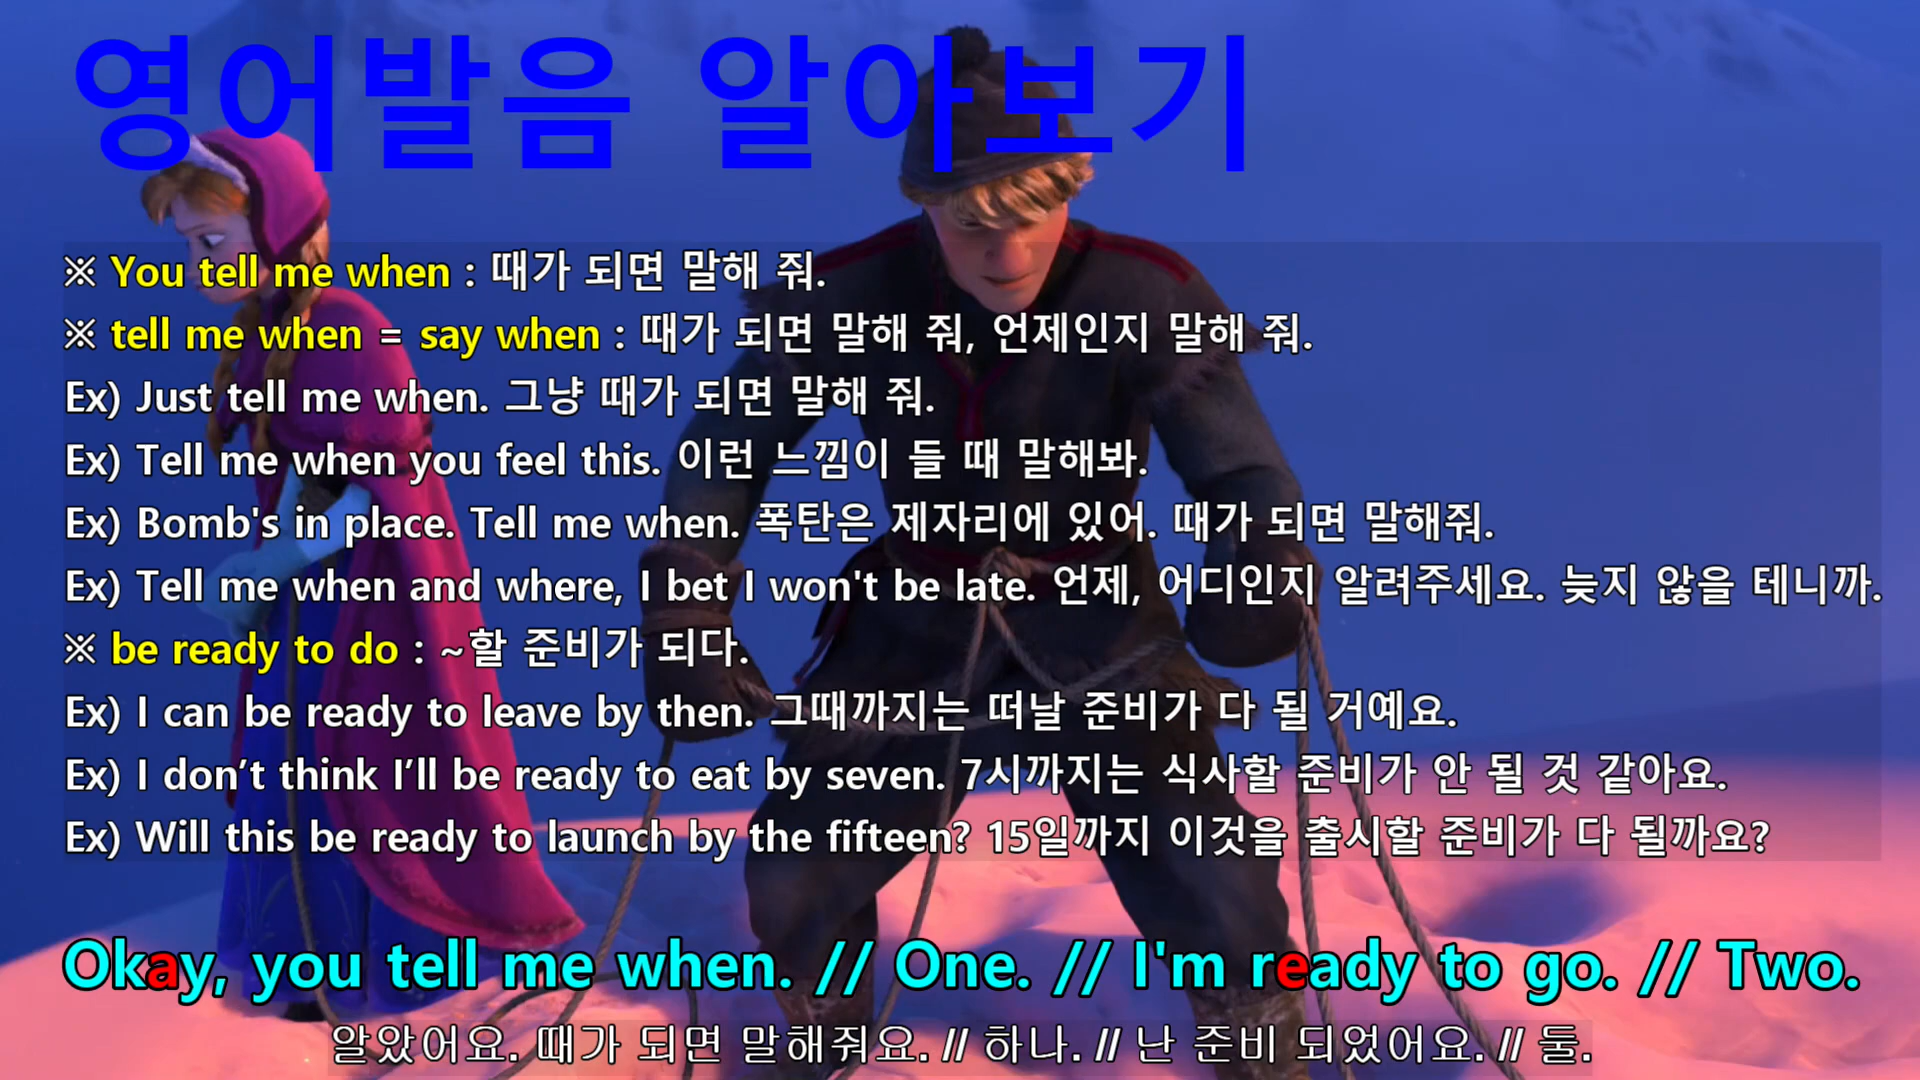 영어발음 알아보기
※ You tell me when : 때가 되면 말해 줘.
※ tell me when = say when : 때가 되면 말해 줘, 언제인지 말해 줘.
Ex) Just tell me when. 그냥 때가 되면 말해 줘.
Ex) Tell me when you feel this. 이런 느낌이 들 때 말해봐.
Ex) Bomb's in place. Tell me when. 폭탄은 제자리에 있어. 때가 되면 말해줘.
Ex) Tell me when and where, I bet I won't be late. 언제, 어디인지 알려주세요. 늦지 않을 테니까.
※ be ready to do : ~할 준비가 되다.
Ex) I can be ready to leave by then. 그때까지는 떠날 준비가 다 될 거예요.
Ex) I don’t think I’ll be ready to eat by seven. 7시까지는 식사할 준비가 안 될 것 같아요.
Ex) Will this be ready to launch by the fifteen? 15일까지 이것을 출시할 준비가 다 될까요?
Okay, you tell me when. // One. // I'm ready to go. // Two.
알았어요. 때가 되면 말해줘요. // 하나. // 난 준비 되었어요. // 둘.